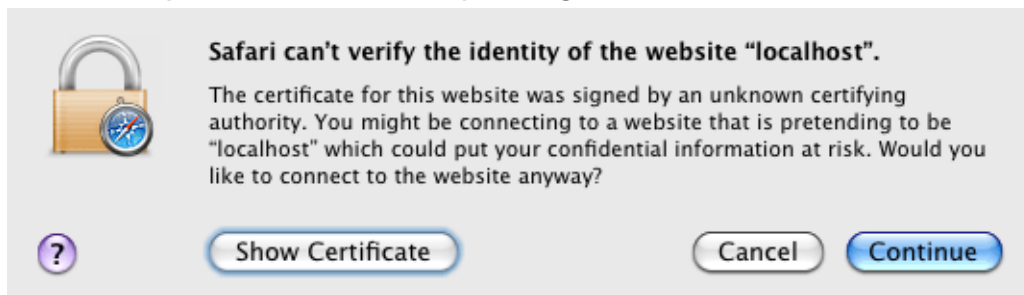 Safari can’t verify the identity of the website “localhost”.
The certificate for this website was signed by an unknown certifying
authority. You might be connecting to a website that is pretending to be
“localhost” which could put your confidential information at risk. Would you
like to connect to the website anyway?
? Show Certificate Cancel Continue